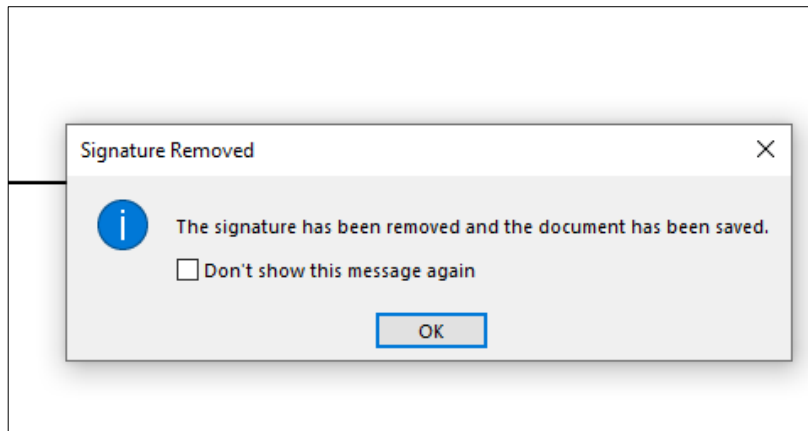 Signature Removed
The signature has been removed and the document has been saved.
Don't show this message again
OK